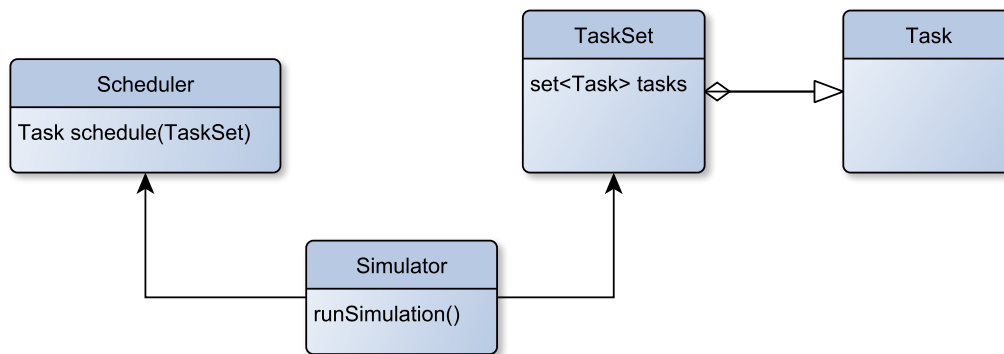 TaskSet
set<Task> tasks
Task
Scheduler
Task schedule(TaskSet)
Simulator
runSimulation()